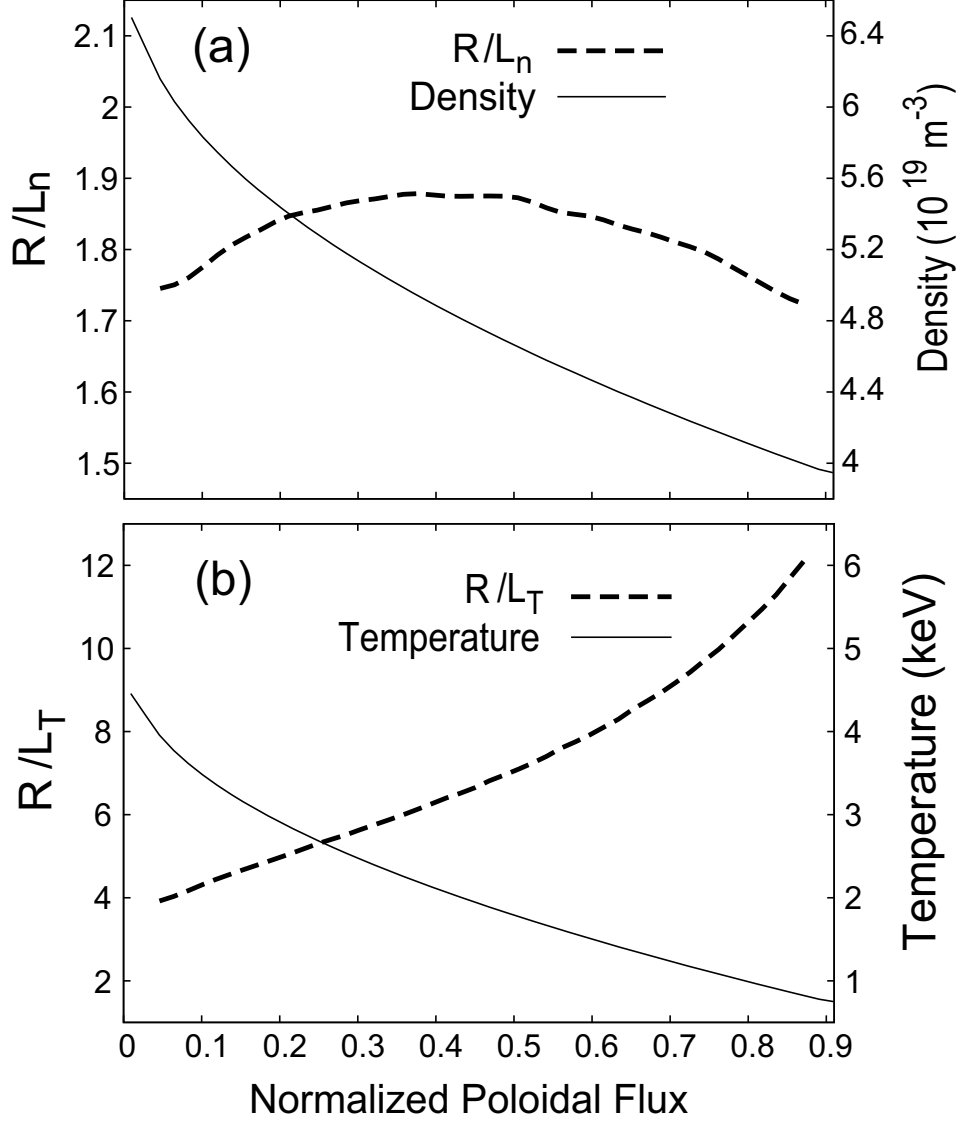 (a)
R/Ln
Density
2.1
2
1.9
1.8
1.7
1.6
1.5
R/Ln
6.4
6
5.6
5.2
4.8
4.4
4
Density (10 19 m-3)
(b)
R/LT
Temperature
12
10
8
6
4
2
R/LT
6
5
4
3
2
1
Temperature (keV)
0 0.1 0.2 0.3 0.4 0.5 0.6 0.7 0.8 0.9
Normalized Poloidal Flux